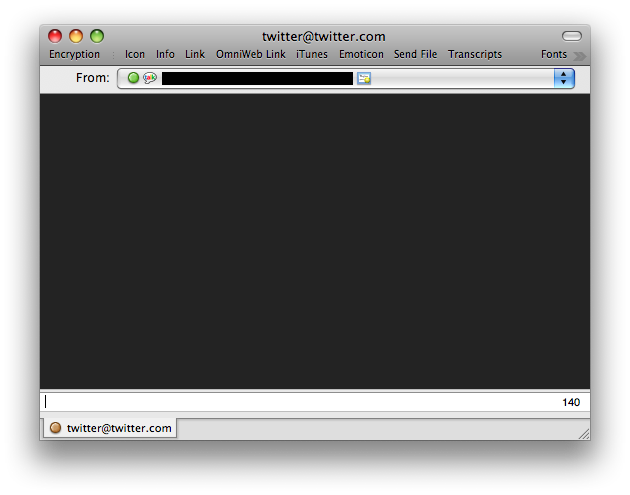 twitter@twitter.com
Encryption Icon Info Link OmniWeb Link iTunes Emoticon Send File Transcripts Fonts
From: talk
140
twitter@twitter.com